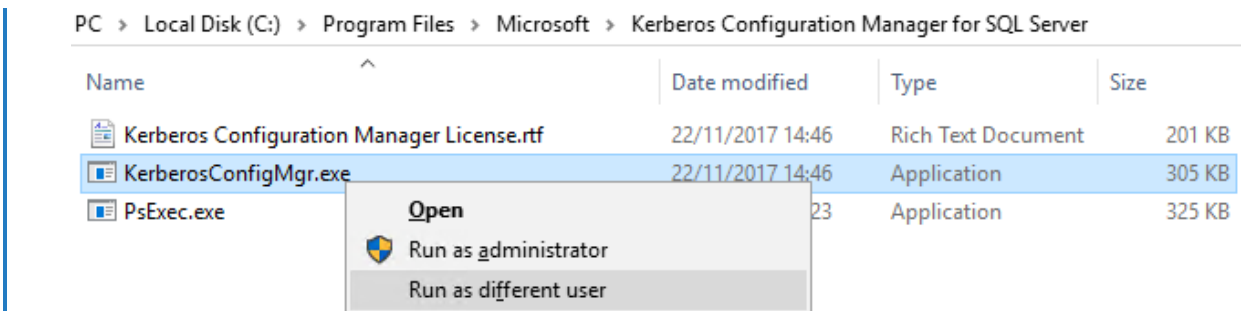 PC > Local Disk (C:) > Program Files > Microsoft > Kerberos Configuration Manager for SQL Server
Name Date modified Type Size
Kerberos Configuration Manager License.rtf 22/11/2017 14:46 Rich Text Document 201 KB
KerberosConfigMgr.exe 22/11/2017 14:46 Application 305 KB
PsExec.exe 23 Application 325 KB
Open
Run as administrator
Run as different user